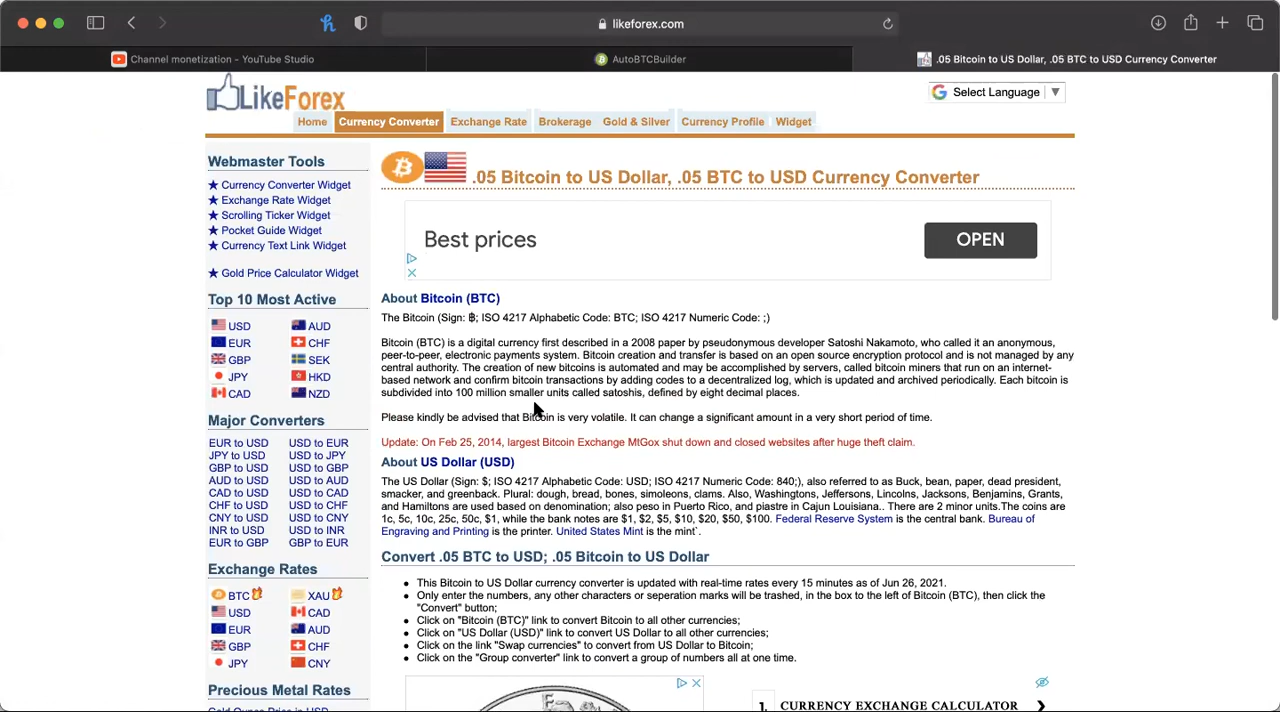 likeforex.com
Channel monetization - YouTube Studio
AutoBTCBuilder
.05 Bitcoin to US Dollar, .05 BTC to USD Currency Converter
LikeForex
Select Language ▼
Home Currency Converter Exchange Rate Brokerage Gold & Silver Currency Profile Widget
Webmaster Tools
★ Currency Converter Widget
★ Exchange Rate Widget
★ Scrolling Ticker Widget
★ Pocket Guide Widget
★ Currency Text Link Widget
★ Gold Price Calculator Widget
Top 10 Most Active
USD AUD
EUR CHF
GBP SEK
JPY HKD
CAD NZD
Major Converters
EUR to USD USD to EUR
JPY to USD USD to JPY
GBP to USD USD to GBP
AUD to USD USD to AUD
CAD to USD USD to CAD
CHF to USD USD to CHF
CNY to USD USD to CNY
INR to USD USD to INR
EUR to GBP GBP to EUR
Exchange Rates
BTC XAU
USD CAD
EUR AUD
GBP CHF
JPY CNY
Precious Metal Rates
Gold Ounce Price in USD
.05 Bitcoin to US Dollar, .05 BTC to USD Currency Converter
Best prices
OPEN
About Bitcoin (BTC)
The Bitcoin (Sign: ฿; ISO 4217 Alphabetic Code: BTC; ISO 4217 Numeric Code: ;)
Bitcoin (BTC) is a digital currency first described in a 2008 paper by pseudonymous developer Satoshi Nakamoto, who called it an anonymous,
peer-to-peer, electronic payments system. Bitcoin creation and transfer is based on an open source encryption protocol and is not managed by any
central authority. The creation of new bitcoins is automated and may be accomplished by servers, called bitcoin miners that run on an internet-
based network and confirm bitcoin transactions by adding codes to a decentralized log, which is updated and archived periodically. Each bitcoin is
subdivided into 100 million smaller units called satoshis, defined by eight decimal places.
Please kindly be advised that Bitcoin is very volatile. It can change a significant amount in a very short period of time.
Update: On Feb 25, 2014, largest Bitcoin Exchange MtGox shut down and closed websites after huge theft claim.
About US Dollar (USD)
The US Dollar (Sign: $; ISO 4217 Alphabetic Code: USD; ISO 4217 Numeric Code: 840;), also referred to as Buck, bean, paper, dead president,
smacker, and greenback. Plural: dough, bread, bones, simoleons, clams. Also, Washingtons, Jeffersons, Lincolns, Jacksons, Benjamins, Grants,
and Hamiltons are used based on denomination; also peso in Puerto Rico, and piastre in Cajun Louisiana.. There are 2 minor units.The coins are
1c, 5c, 10c, 25c, 50c, $1, while the bank notes are $1, $2, $5, $10, $20, $50, $100. Federal Reserve System is the central bank. Bureau of
Engraving and Printing is the printer. United States Mint is the mint`.
Convert .05 BTC to USD; .05 Bitcoin to US Dollar
• This Bitcoin to US Dollar currency converter is updated with real-time rates every 15 minutes as of Jun 26, 2021.
• Only enter the numbers, any other characters or seperation marks will be trashed, in the box to the left of Bitcoin (BTC), then click the
"Convert" button;
• Click on "Bitcoin (BTC)" link to convert Bitcoin to all other currencies;
• Click on "US Dollar (USD)" link to convert US Dollar to all other currencies;
• Click on the link "Swap currencies" to convert from US Dollar to Bitcoin;
• Click on the "Group converter" link to convert a group of numbers all at one time.
1. CURRENCY EXCHANGE CALCULATOR